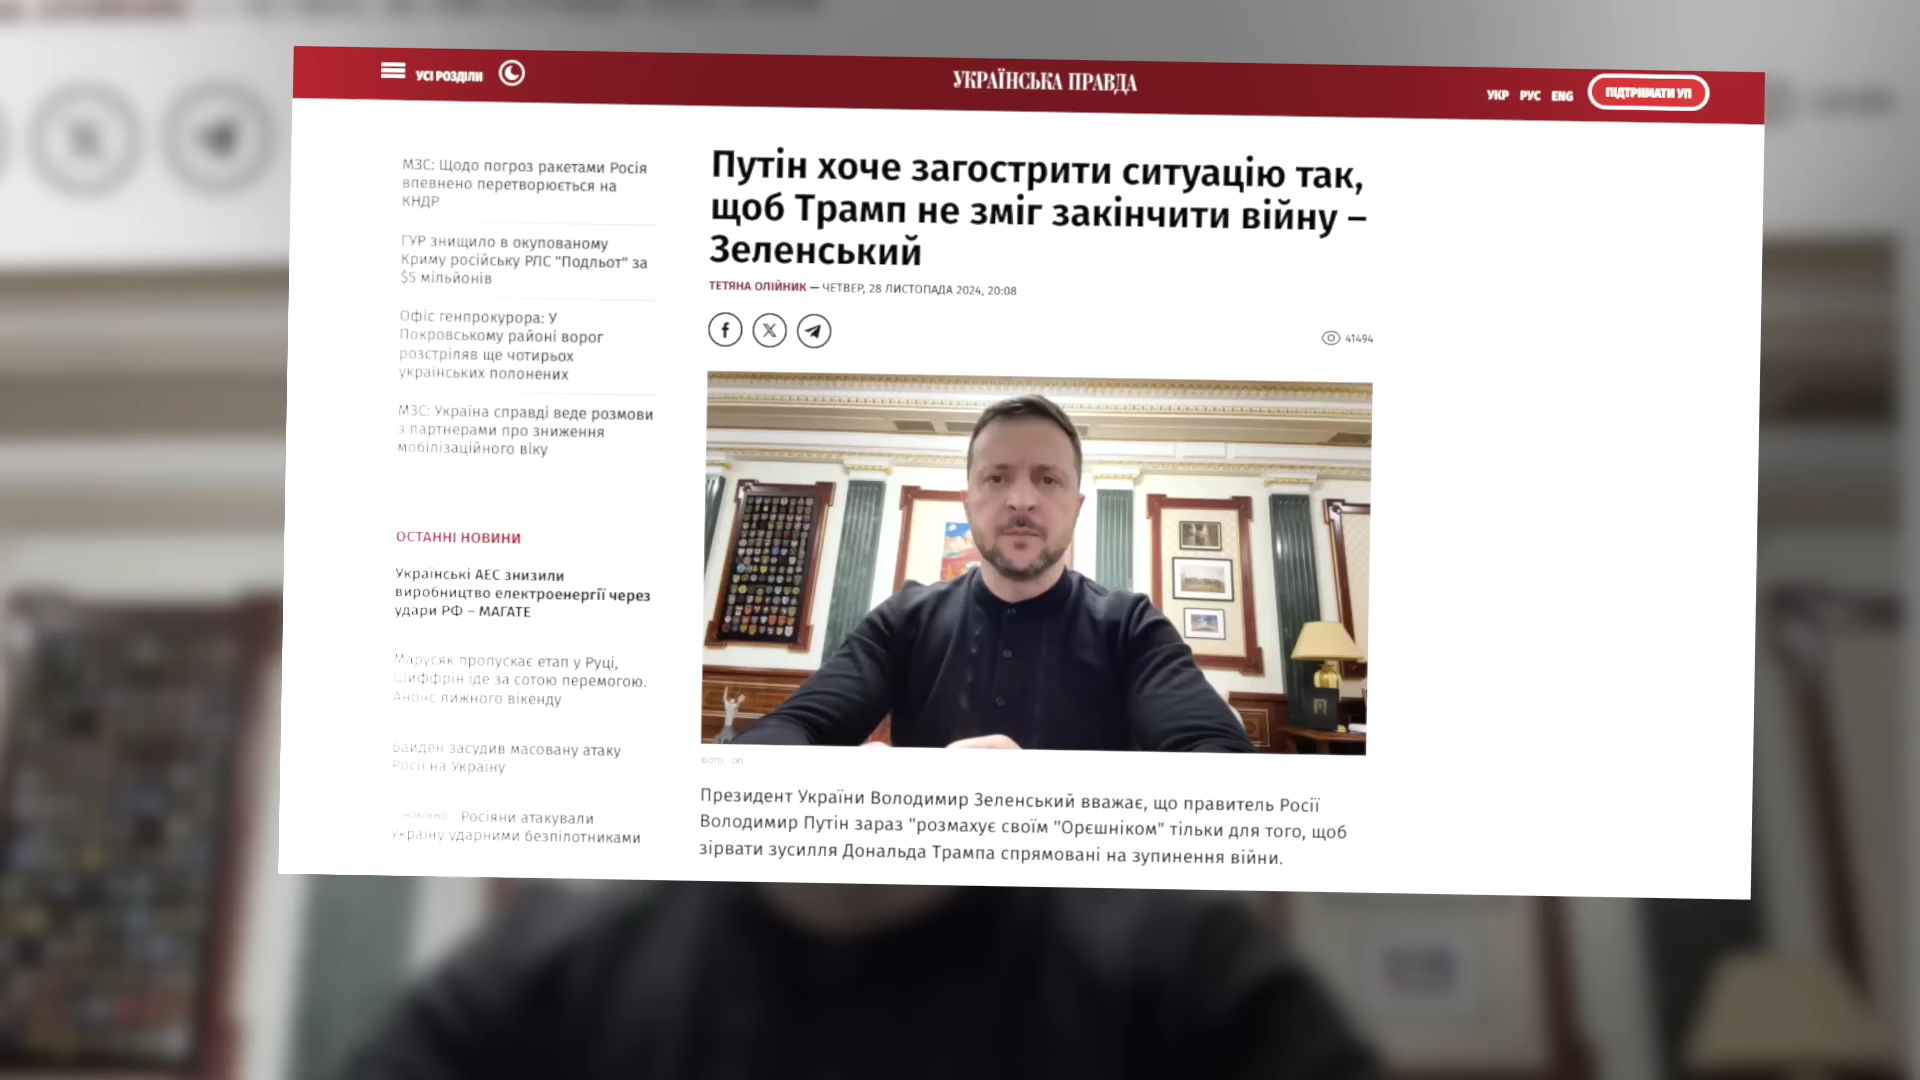 УСІ РОЗДІЛИ
УКРАЇНСЬКА ПРАВДА
УКР РУС ENG
ПІДТРИМАТИ УП
МЗС: Щодо погроз ракетами Росія
впевнено перетворюється на
КНДР
ГУР знищило в окупованому
Криму російську РЛС "Подльот" за
$5 мільйонів
Офіс генпрокурора: У
Покровському районі ворог
розстріляв ще чотирьох
українських полонених
МЗС: Україна справді веде розмови
з партнерами про зниження
мобілізаційного віку
ОСТАННІ НОВИНИ
Українські АЕС знизили
виробництво електроенергії через
удари РФ – МАГАТЕ
Марусяк пропускає етап у Руці,
Шиффрін їде за сотою перемогою.
Анонс лижного вікенду
Байден засудив масовану атаку
Росії на Україну
Росіяни атакували
Україну ударними безпілотниками
Путін хоче загострити ситуацію так,
щоб Трамп не зміг закінчити війну –
Зеленський
ТЕТЯНА ОЛІЙНИК — ЧЕТВЕР, 28 ЛИСТОПАДА 2024, 20:08
41494
ФОТО: ОП
Президент України Володимир Зеленський вважає, що правитель Росії
Володимир Путін зараз "розмахує своїм "Орєшніком" тільки для того, щоб
зірвати зусилля Дональда Трампа спрямовані на зупинення війни.